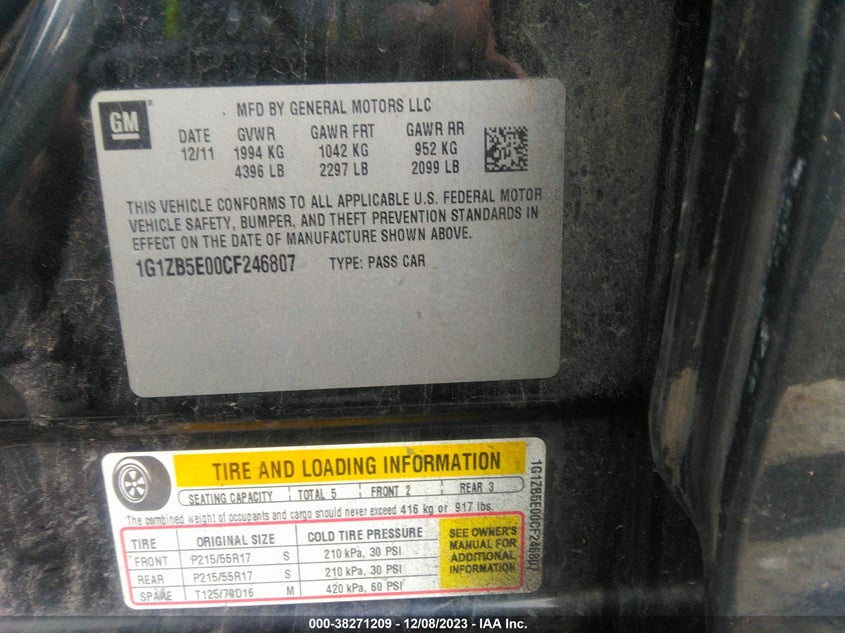 GM ® MFD BY GENERAL MOTORS LLC
DATE GVWR GAWR FRT GAWR RR
12/11 1994 KG 1042 KG 952 KG
4396 LB 2297 LB 2099 LB
THIS VEHICLE CONFORMS TO ALL APPLICABLE U.S. FEDERAL MOTOR
VEHICLE SAFETY, BUMPER, AND THEFT PREVENTION STANDARDS IN
EFFECT ON THE DATE OF MANUFACTURE SHOWN ABOVE.
1G1ZB5E00CF246807 TYPE: PASS CAR
TIRE AND LOADING INFORMATION
SEATING CAPACITY TOTAL 5 FRONT 2 REAR 3
The combined weight of occupants and cargo should never exceed 416 kg or 917 lbs.
TIRE ORIGINAL SIZE COLD TIRE PRESSURE
FRONT P215/55R17 S 210 kPa, 30 PSI
REAR P215/55R17 S 210 kPa, 30 PSI
SPARE T125/70D16 M 420 kPa, 60 PSI
SEE OWNER'S
MANUAL FOR
ADDITIONAL
INFORMATION
1G1ZB5E00CF246807
000-38271209 — 12/08/2023 — IAA Inc.